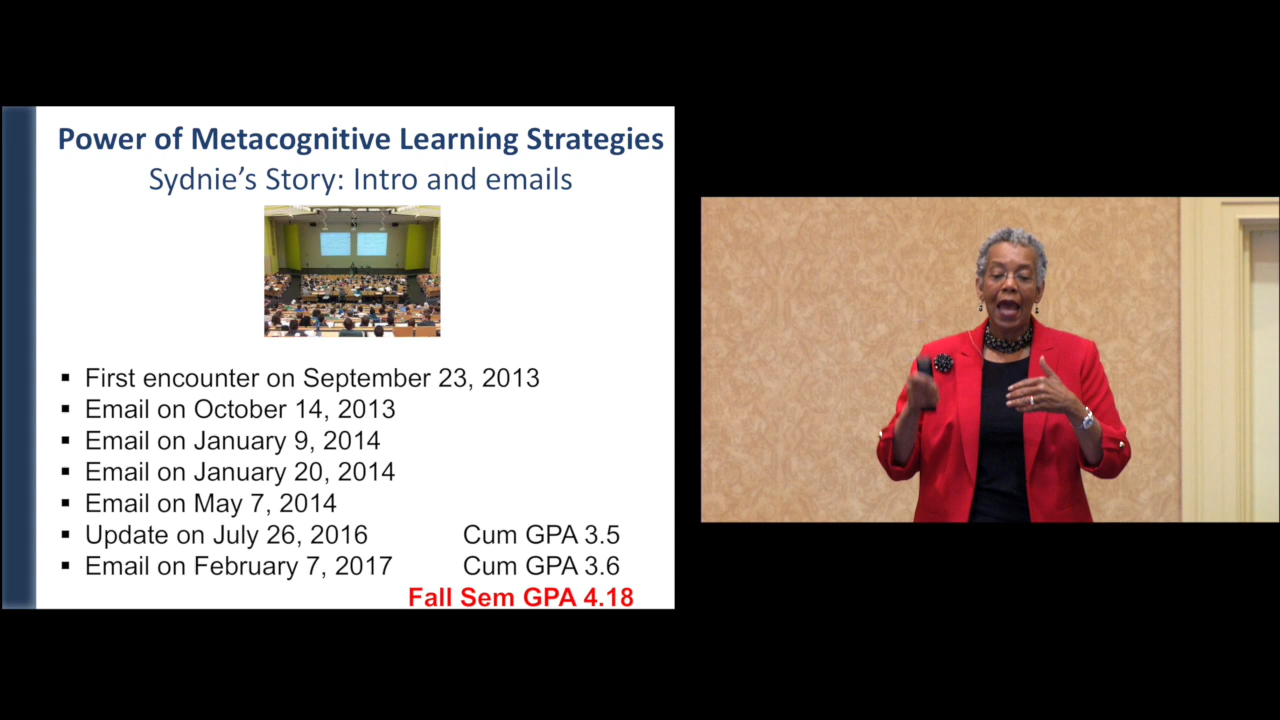 Power of Metacognitive Learning Strategies
Sydnie’s Story: Intro and emails
▪ First encounter on September 23, 2013
▪ Email on October 14, 2013
▪ Email on January 9, 2014
▪ Email on January 20, 2014
▪ Email on May 7, 2014
▪ Update on July 26, 2016 Cum GPA 3.5
▪ Email on February 7, 2017 Cum GPA 3.6
Fall Sem GPA 4.18